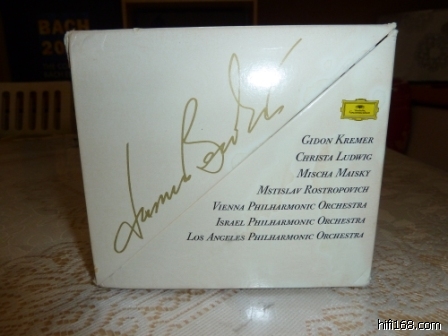 BACH
GIDON KREMER
CHRISTA LUDWIG
MISCHA MAISKY
MSTISLAV ROSTROPOVICH
VIENNA PHILHARMONIC ORCHESTRA
ISRAEL PHILHARMONIC ORCHESTRA
LOS ANGELES PHILHARMONIC ORCHESTRA
hifi168.com